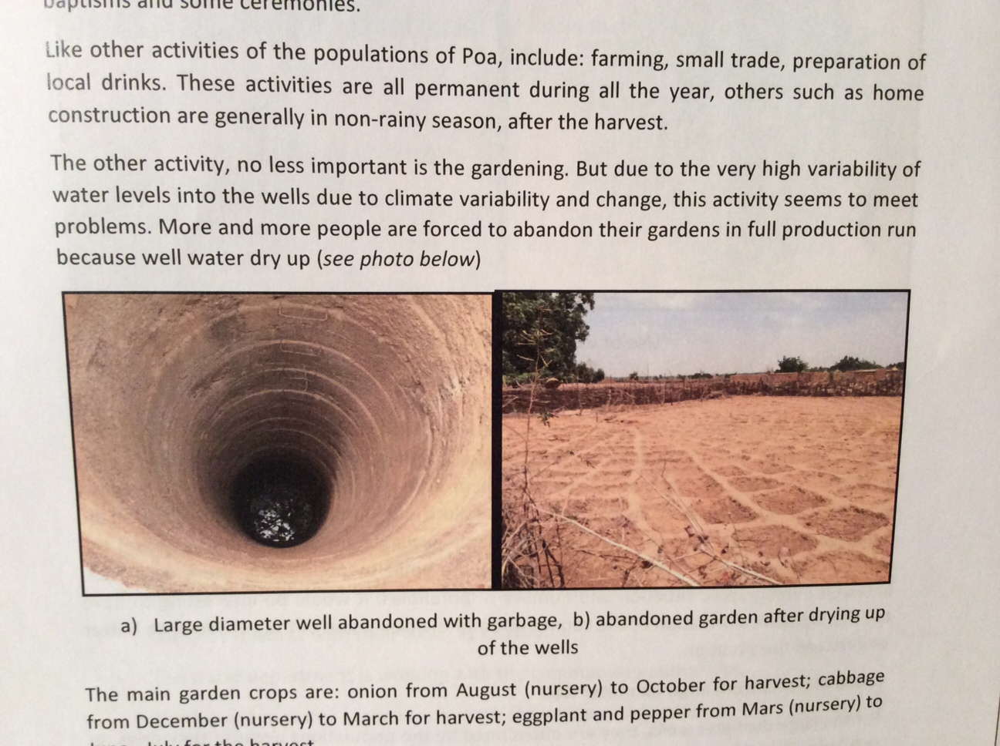 baptisms and some ceremonies.
Like other activities of the populations of Poa, include: farming, small trade, preparation of
local drinks. These activities are all permanent during all the year, others such as home
construction are generally in non-rainy season, after the harvest.
The other activity, no less important is the gardening. But due to the very high variability of
water levels into the wells due to climate variability and change, this activity seems to meet
problems. More and more people are forced to abandon their gardens in full production run
because well water dry up (see photo below)
a) Large diameter well abandoned with garbage, b) abandoned garden after drying up
of the wells
The main garden crops are: onion from August (nursery) to October for harvest; cabbage
from December (nursery) to March for harvest; eggplant and pepper from Mars (nursery) to
July for the harvest